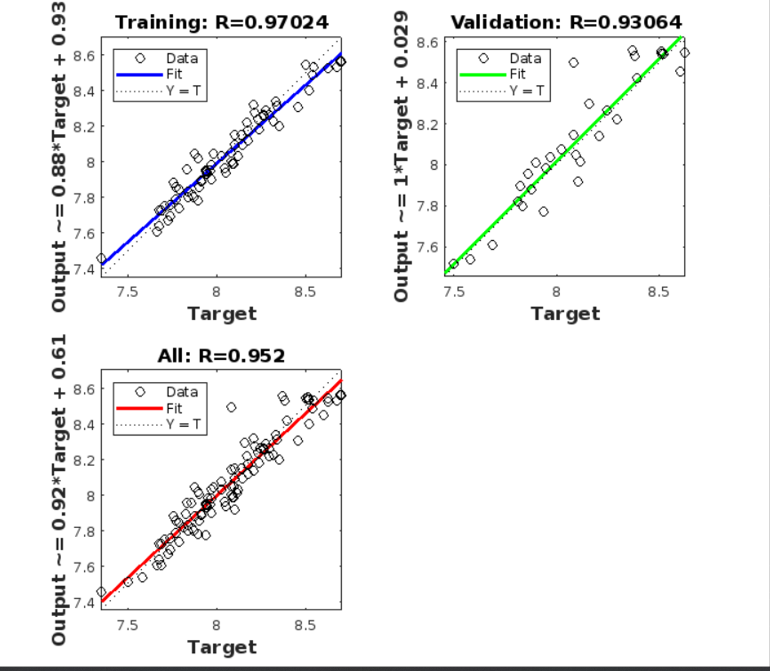 Training: R=0.97024
Output ~= 0.88*Target + 0.93
8.6
8.4
8.2
8
7.8
7.6
7.4
Data
Fit
Y = T
7.5
8
8.5
Target
Validation: R=0.93064
Output ~= 1*Target + 0.029
8.6
8.4
8.2
8
7.8
7.6
Data
Fit
Y = T
7.5
8
8.5
Target
All: R=0.952
Output ~= 0.92*Target + 0.61
8.6
8.4
8.2
8
7.8
7.6
7.4
Data
Fit
Y = T
7.5
8
8.5
Target